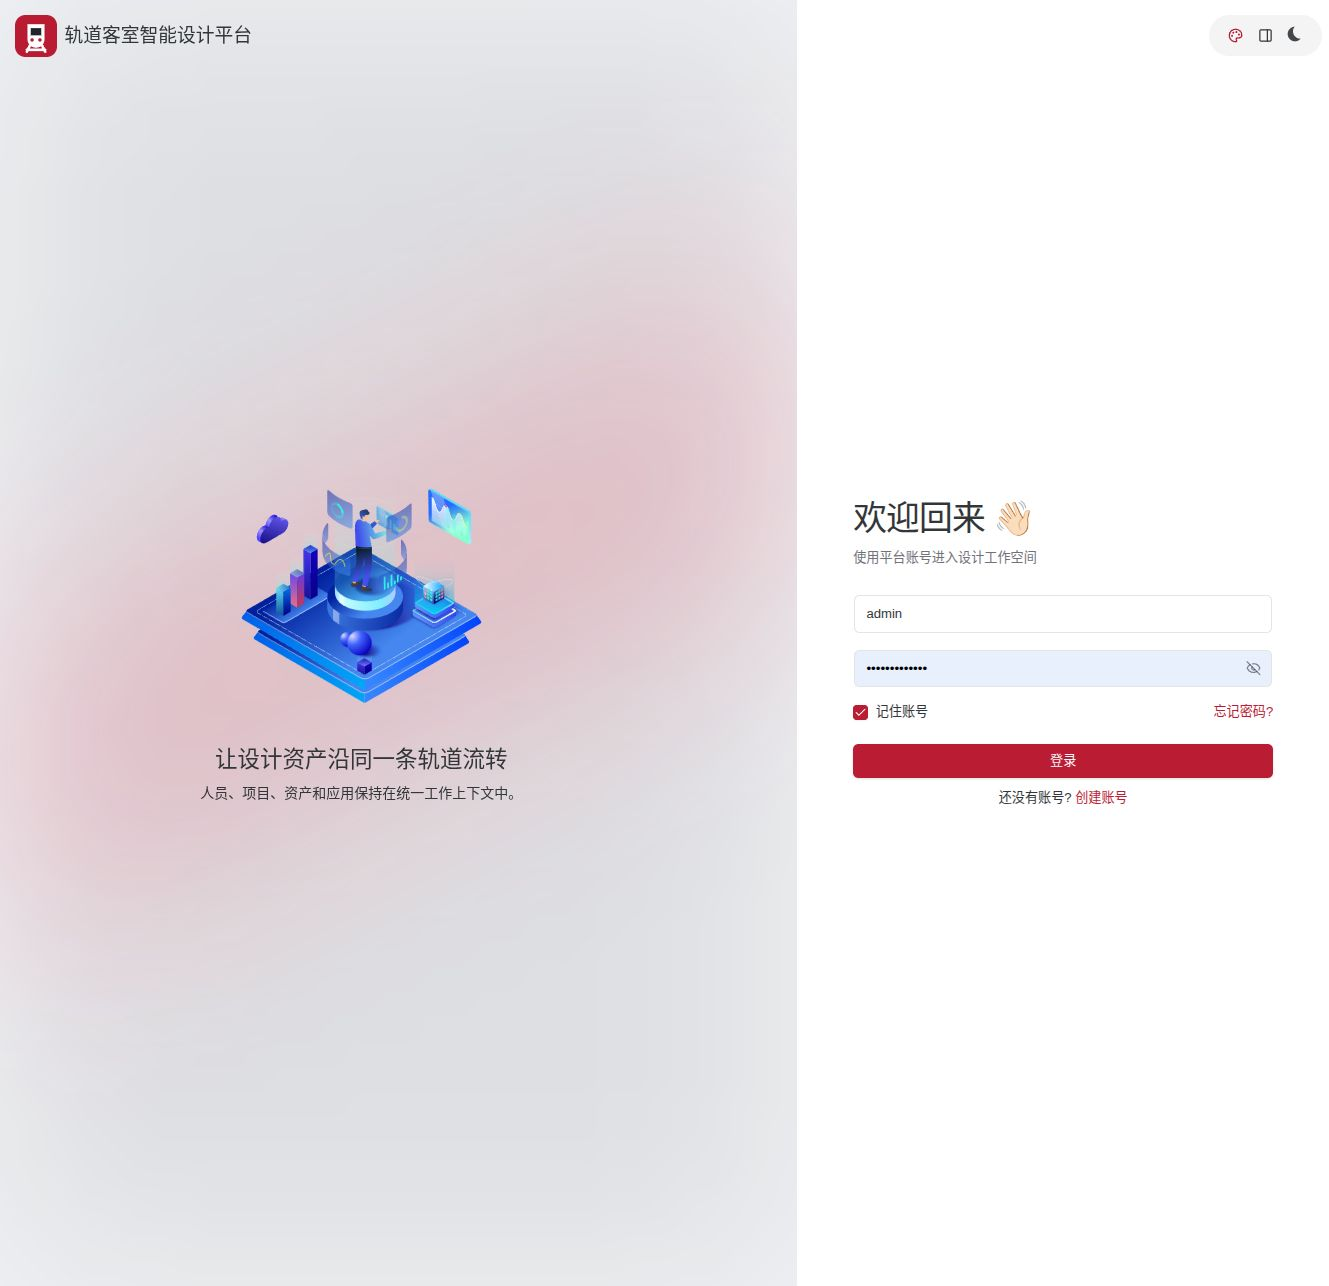 轨道客室智能设计平台
让设计资产沿同一条轨道流转
人员、项目、资产和应用保持在统一工作上下文中。
欢迎回来 👋🏻
使用平台账号进入设计工作空间
admin
•••••••••••••
记住账号
忘记密码?
登录
还没有账号? 创建账号